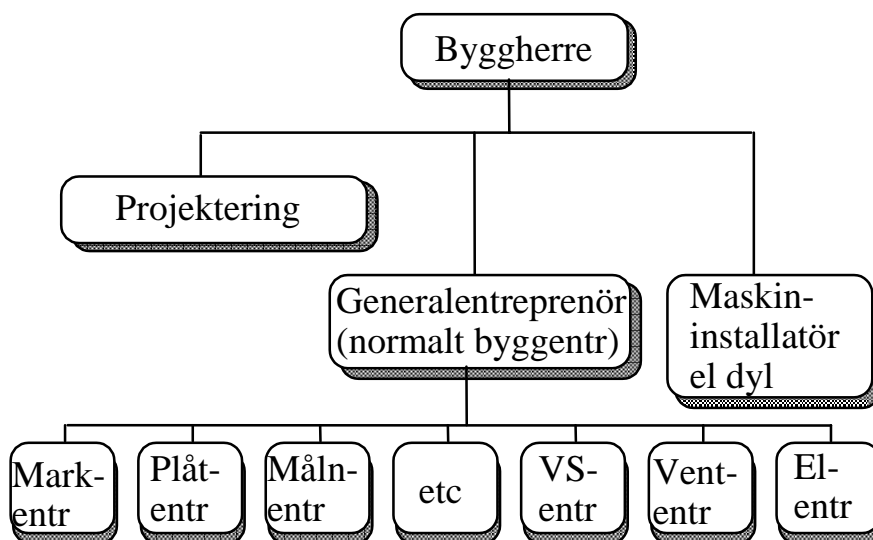 Byggherre
Projektering
Generalentreprenör
(normalt byggentr)
Maskin-
installatör
el dyl
Mark-
entr
Plåt-
entr
Måln-
entr
etc
VS-
entr
Vent-
entr
El-
entr